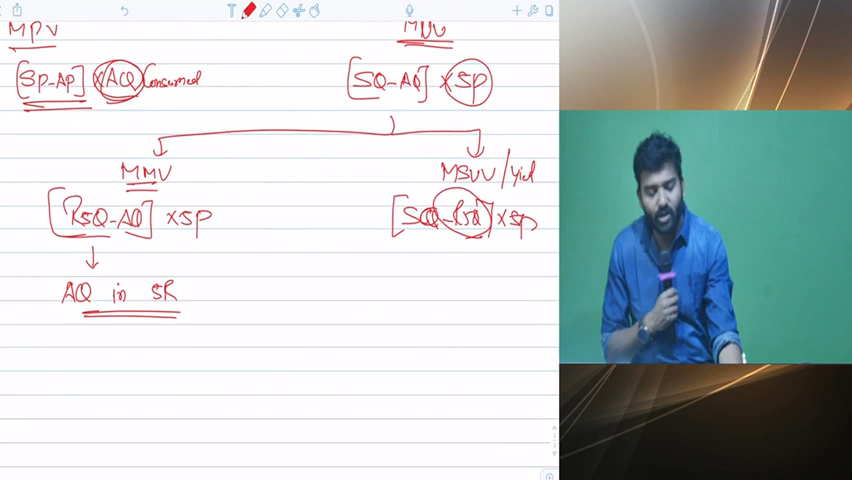 MPV
[SP-AP] × ACQ Consumed
MUV
[SQ-AQ] × SP
MMV
[RSQ-AQ] × SP
AQ in SR
MSUV/Yield
[SQ-RSQ] × SP